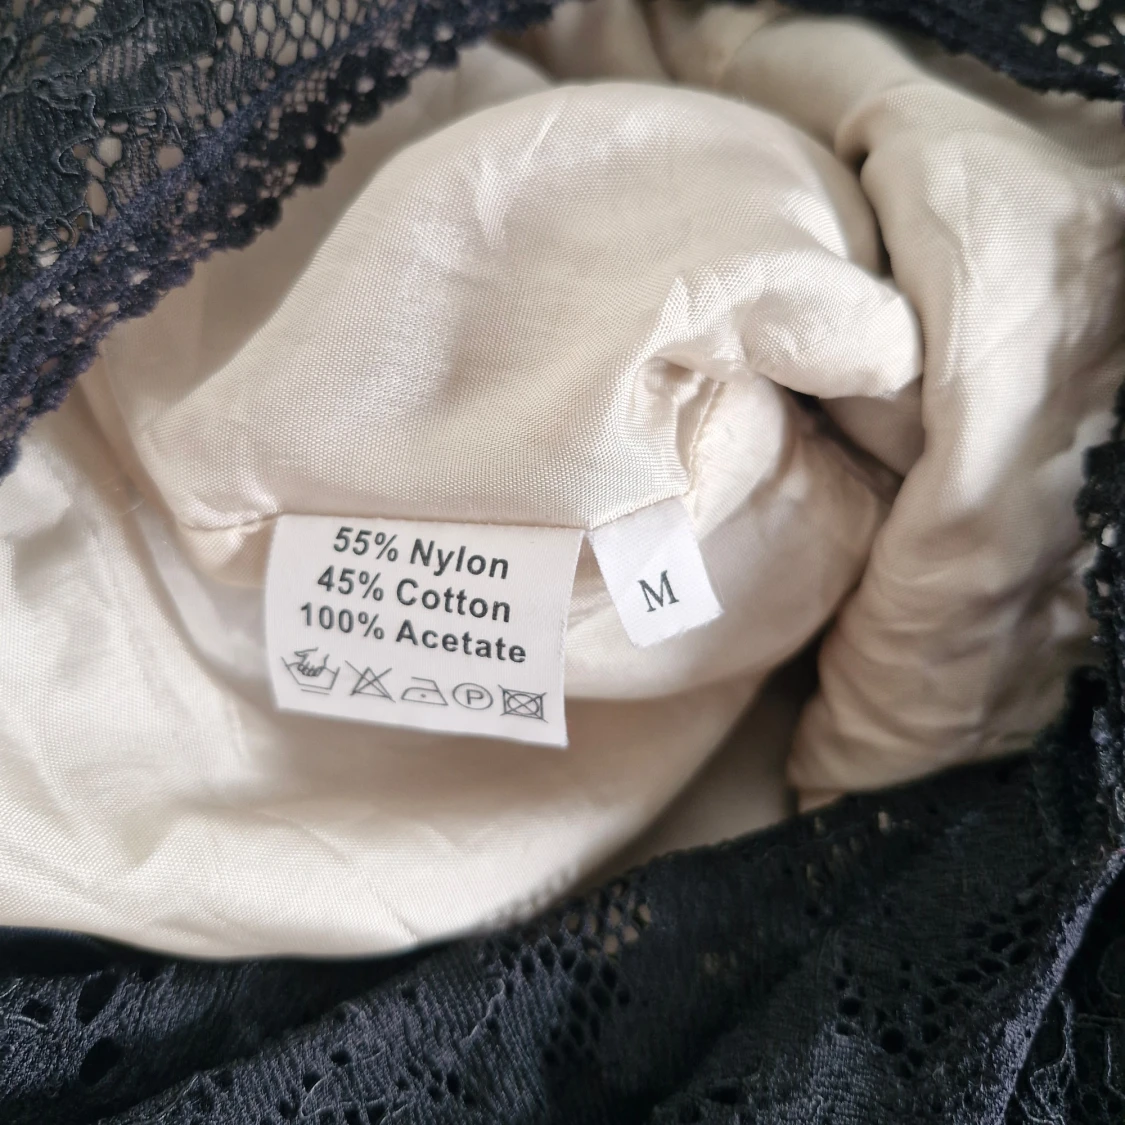 55% Nylon
45% Cotton
100% Acetate
P
M